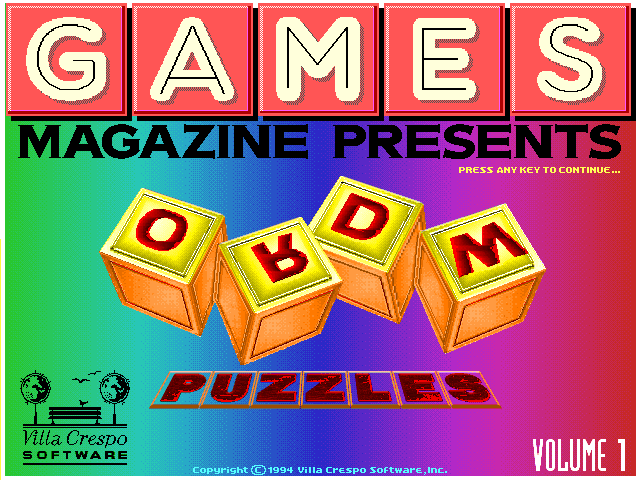 GAMES
MAGAZINE PRESENTS
PRESS ANY KEY TO CONTINUE...
O R D W
PUZZLES
Villa Crespo
SOFTWARE
VOLUME 1
Copyright ©1994 Villa Crespo Software,Inc.